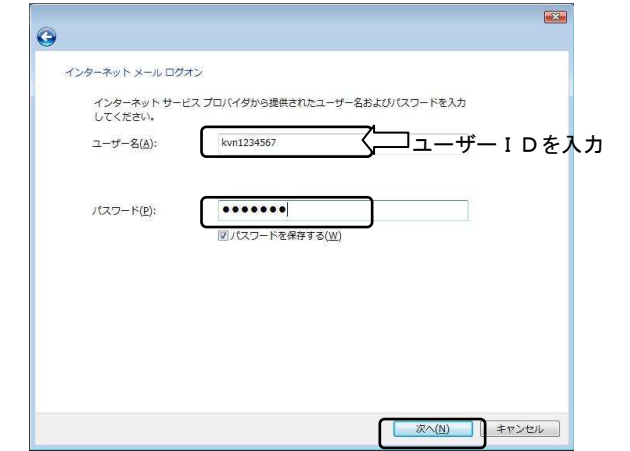 インターネット メール ログオン
インターネット サービス プロバイダから提供されたユーザー名およびパスワードを入力
してください。
ユーザー名(A): kvn1234567 ユーザーＩＤを入力
パスワード(P): ●●●●●●●
パスワードを保存する(W)
次へ(N) キャンセル